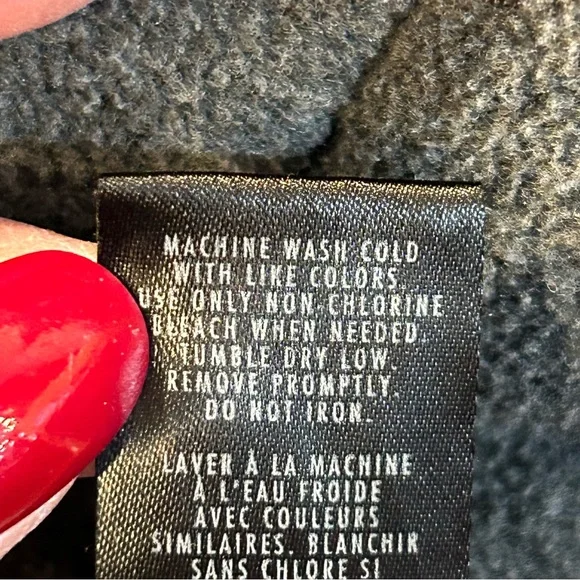 MACHINE WASH COLD
WITH LIKE COLORS.
USE ONLY NON CHLORINE
BLEACH WHEN NEEDED.
TUMBLE DRY LOW.
REMOVE PROMPTLY.
DO NOT IRON.
LAVER À LA MACHINE
À L'EAU FROIDE
AVEC COULEURS
SIMILAIRES. BLANCHIR
SANS CHLORE SI